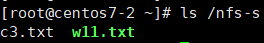 [root@centos7-2 ~]# ls /nfs-s
c3.txt  w11.txt